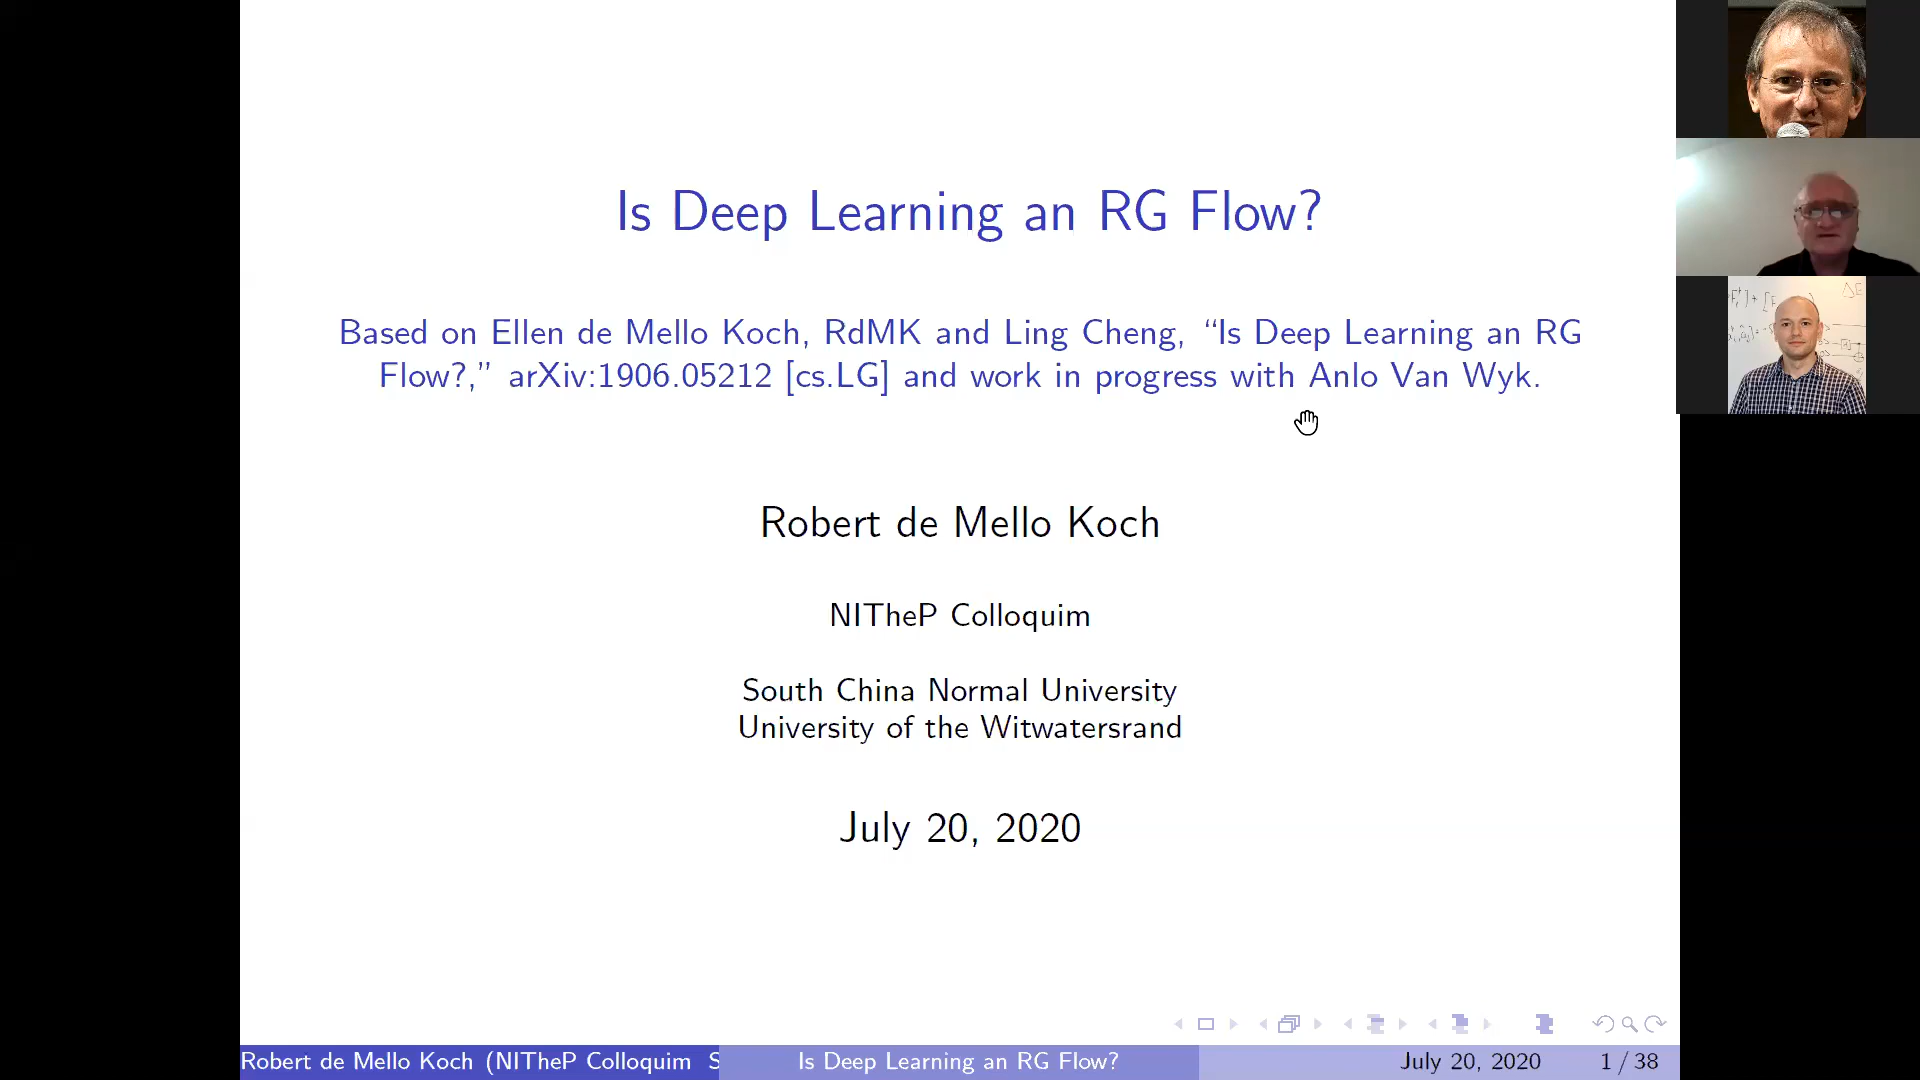 Is Deep Learning an RG Flow?
Based on Ellen de Mello Koch, RdMK and Ling Cheng, “Is Deep Learning an RG
Flow?,” arXiv:1906.05212 [cs.LG] and work in progress with Anlo Van Wyk.
Robert de Mello Koch
NITheP Colloquim
South China Normal University
University of the Witwatersrand
July 20, 2020
Robert de Mello Koch (NITheP Colloquim S
Is Deep Learning an RG Flow?
July 20, 2020
1 / 38